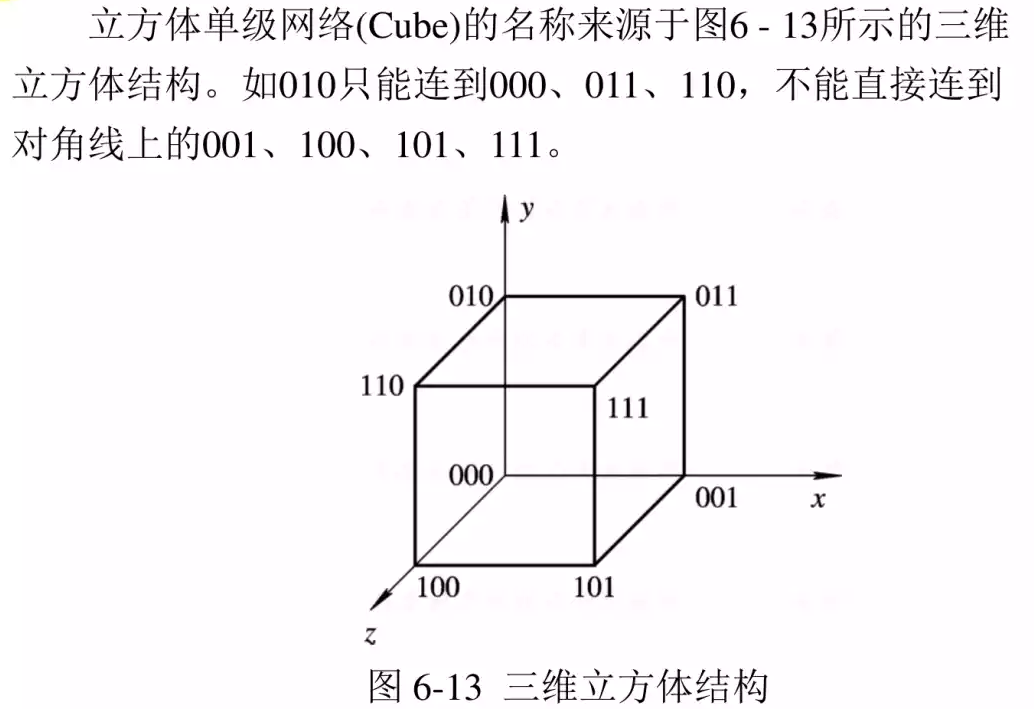 立方体单级网络(Cube)的名称来源于图6 - 13所示的三维
立方体结构。如010只能连到000、011、110，不能直接连到
对角线上的001、100、101、111。
y
010
011
110
111
000
001
x
100
101
z
图 6-13 三维立方体结构